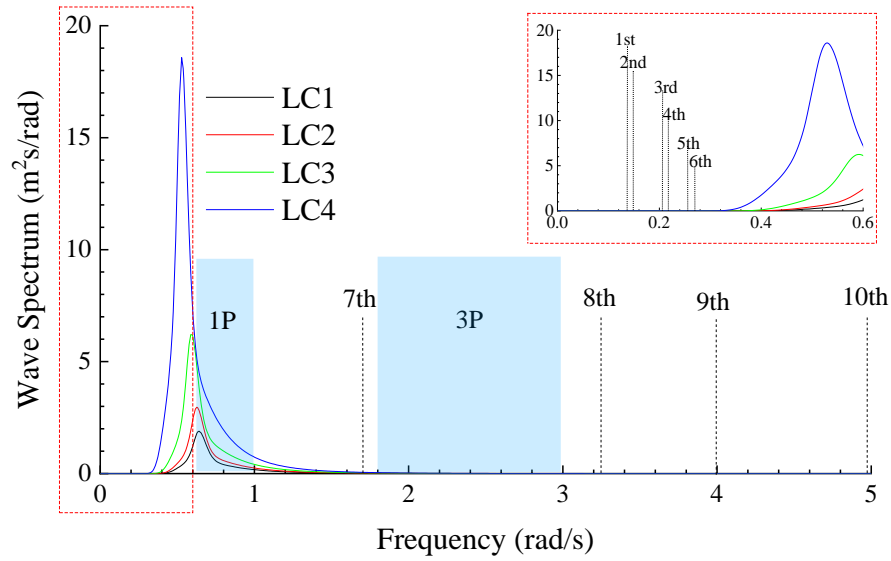 Wave Spectrum (m²s/rad)
20
15
10
5
0
LC1
LC2
LC3
LC4
1P
7th
3P
8th
9th
10th
0 1 2 3 4 5
Frequency (rad/s)
20
15
10
5
0
1st
2nd
3rd
4th
5th
6th
0.0 0.2 0.4 0.6